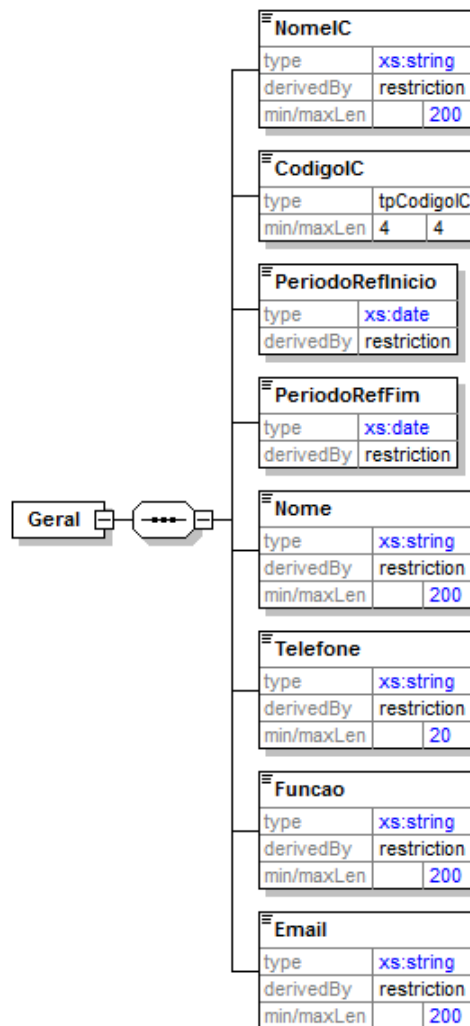 NomeIC
type xs:string
derivedBy restriction
min/maxLen 200
CodigoIC
type tpCodigoIC
min/maxLen 4 4
PeriodoRefInicio
type xs:date
derivedBy restriction
PeriodoRefFim
type xs:date
derivedBy restriction
Geral
Nome
type xs:string
derivedBy restriction
min/maxLen 200
Telefone
type xs:string
derivedBy restriction
min/maxLen 20
Funcao
type xs:string
derivedBy restriction
min/maxLen 200
Email
type xs:string
derivedBy restriction
min/maxLen 200